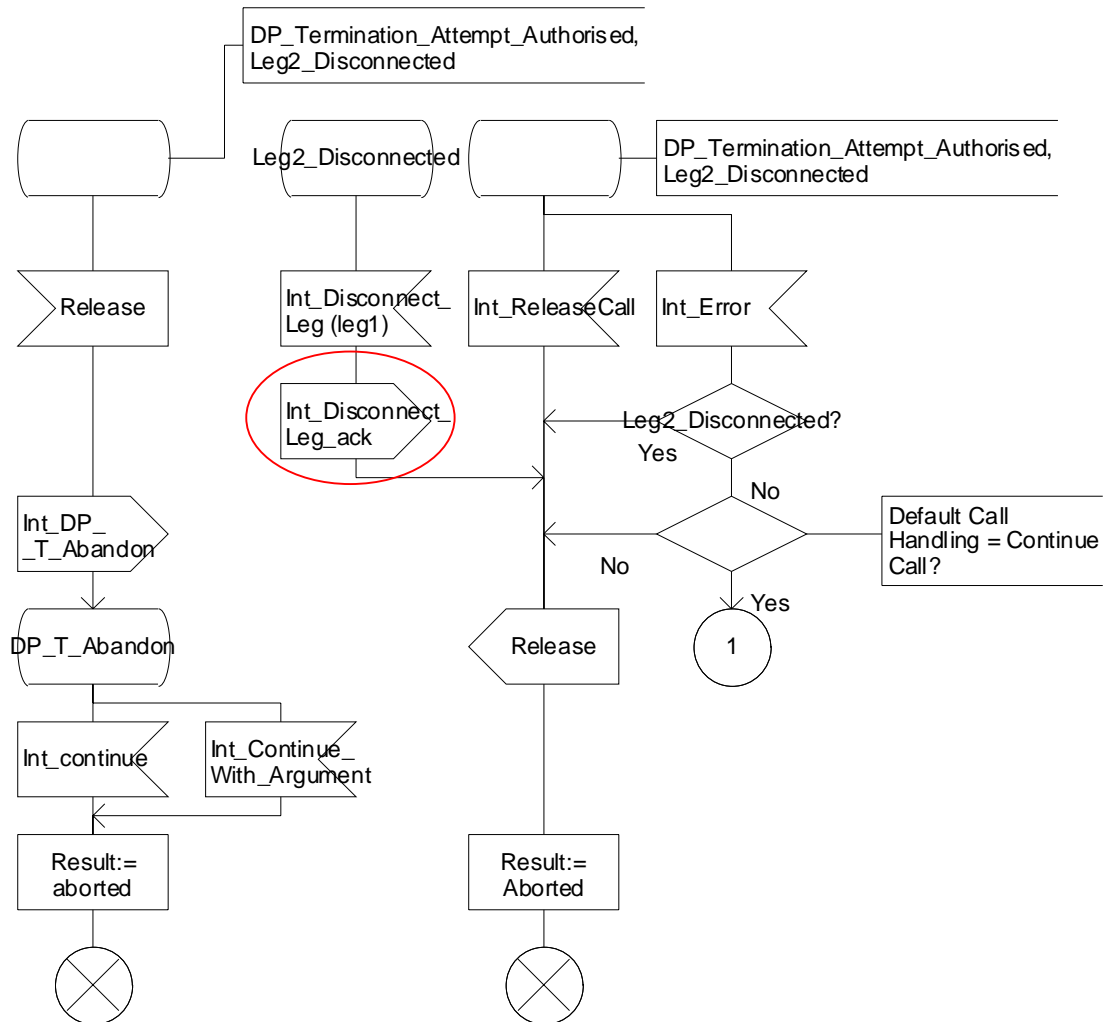 DP_Termination_Attempt_Authorised,
Leg2_Disconnected
Leg2_Disconnected
DP_Termination_Attempt_Authorised,
Leg2_Disconnected
Release
Int_Disconnect_
Leg (leg1)
Int_ReleaseCall
Int_Error
Int_Disconnect_
Leg_ack
Leg2_Disconnected?
Yes
No
Int_DP_
_T_Abandon
Default Call
Handling = Continue
Call?
No
Yes
DP_T_Abandon
Release
1
Int_continue
Int_Continue_
With_Argument
Result:=
aborted
Result:=
Aborted